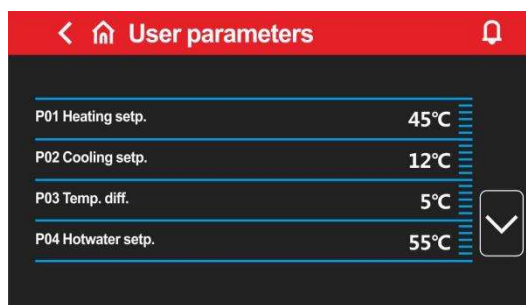 User parameters
P01 Heating setp. 45℃
P02 Cooling setp. 12℃
P03 Temp. diff. 5℃
P04 Hotwater setp. 55℃